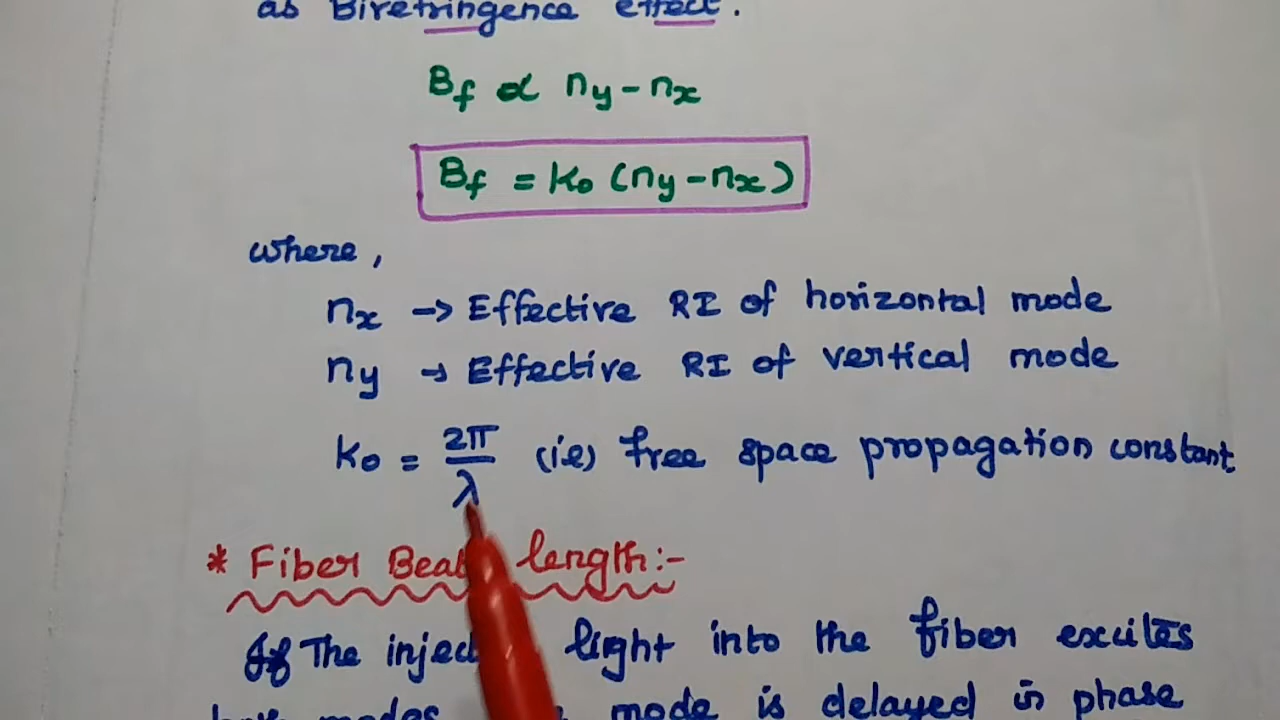 as Birefringence effect.
Bf ∝ ny - nx
Bf = K₀ (ny - nx)
where,
nx -> Effective RI of horizontal mode
ny -> Effective RI of vertical mode
K₀ = 2π/λ (ie) free space propagation constant
* Fiber Beat length:-
If The light into the fiber excites
mode is delayed in phase